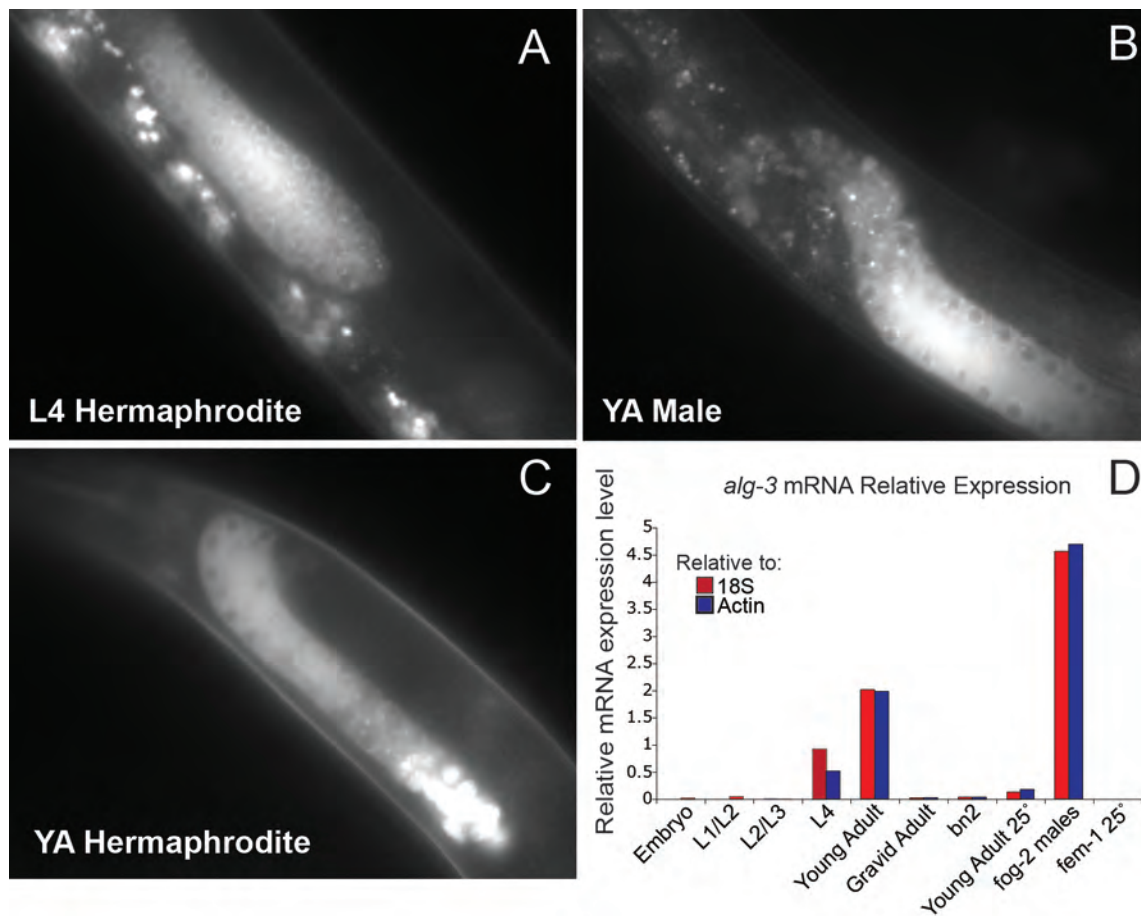 A
L4 Hermaphrodite
B
YA Male
C
YA Hermaphrodite
D
alg-3 mRNA Relative Expression
Relative mRNA expression level
5
4.5
3.5
3
2.5
2
1.5
1
0.5
0
Relative to:
18S
Actin
Embryo
L1/L2
L2/L3
L4
Young Adult
Gravid Adult
bn2
Young Adult 25°
fog-2 males
fem-1 25°